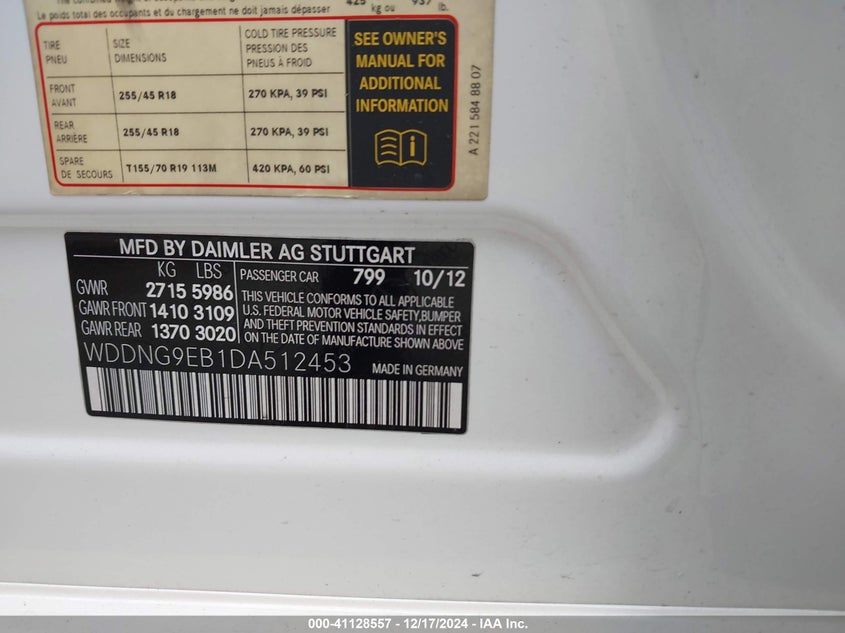 Le poids total des occupants et du chargement ne doit jamais dépasser kg ou lb.
TIRE SIZE COLD TIRE PRESSURE
PNEU DIMENSIONS PRESSION DES
PNEUS À FROID
FRONT
AVANT 255/45 R18 270 KPA, 39 PSI
REAR
ARRIÈRE 255/45 R18 270 KPA, 39 PSI
SPARE
DE SECOURS T155/70 R19 113M 420 KPA, 60 PSI
SEE OWNER'S
MANUAL FOR
ADDITIONAL
INFORMATION
A 221 584 88 07
MFD BY DAIMLER AG STUTTGART
KG LBS
GVWR 2715 5986
GAWR FRONT 1410 3109
GAWR REAR 1370 3020
PASSENGER CAR 799 10/12
THIS VEHICLE CONFORMS TO ALL APPLICABLE
U.S. FEDERAL MOTOR VEHICLE SAFETY,BUMPER
AND THEFT PREVENTION STANDARDS IN EFFECT
ON THE DATE OF MANUFACTURE SHOWN ABOVE
WDDNG9EB1DA512453
MADE IN GERMANY
000-41128557 - 12/17/2024 - IAA Inc.